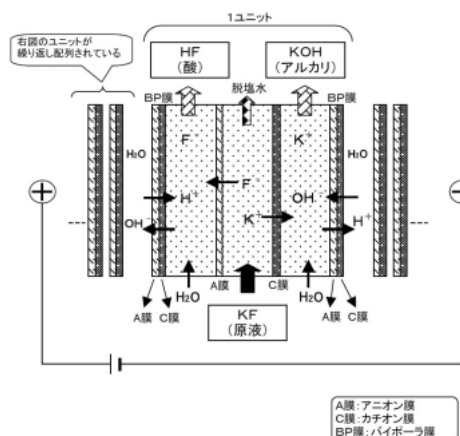 1ユニット
右図のユニットが
繰り返し配列されている
HF
(酸)
KOH
(アルカリ)
脱塩水
BP膜
BP膜
F⁻
K⁺
H₂O
H₂O
F⁻
H⁺
OH⁻
K⁺
OH
H⁺
H₂O
A膜
C膜
H₂O
A膜 C膜
KF
(原液)
A膜 C膜
A膜:アニオン膜
C膜:カチオン膜
BP膜:バイポーラ膜